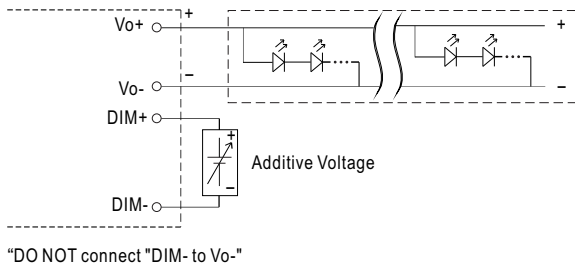 Vo+
+
+
Vo-
−
−
DIM+
+
Additive Voltage
−
DIM-
“DO NOT connect "DIM- to Vo-"